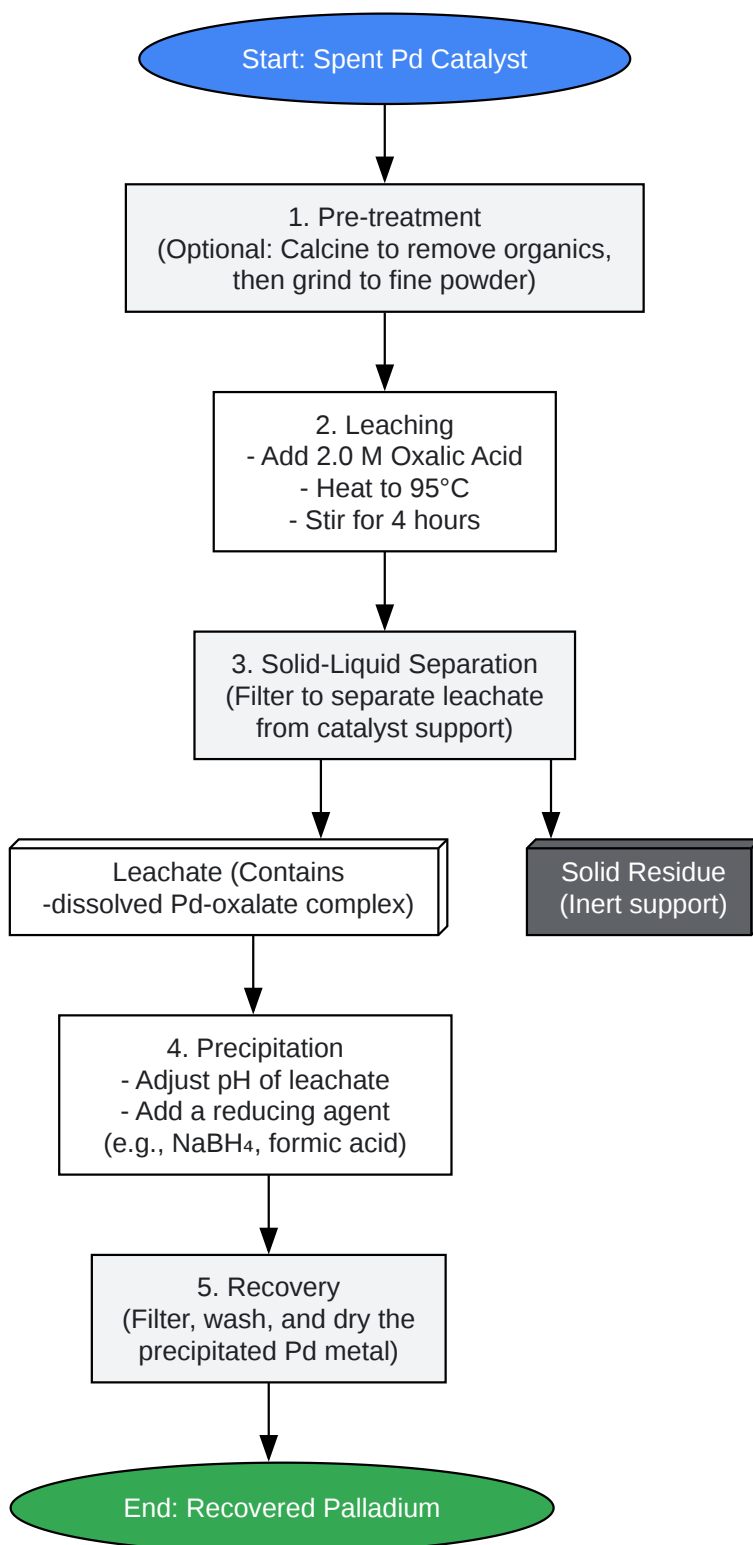 Start: Spent Pd Catalyst
1. Pre-treatment
(Optional: Calcine to remove organics,
then grind to fine powder)
2. Leaching
- Add 2.0 M Oxalic Acid
- Heat to 95°C
- Stir for 4 hours
3. Solid-Liquid Separation
(Filter to separate leachate
from catalyst support)
Leachate (Contains
-dissolved Pd-oxalate complex)
Solid Residue
(Inert support)
4. Precipitation
- Adjust pH of leachate
- Add a reducing agent
(e.g., NaBH₄, formic acid)
5. Recovery
(Filter, wash, and dry the
precipitated Pd metal)
End: Recovered Palladium